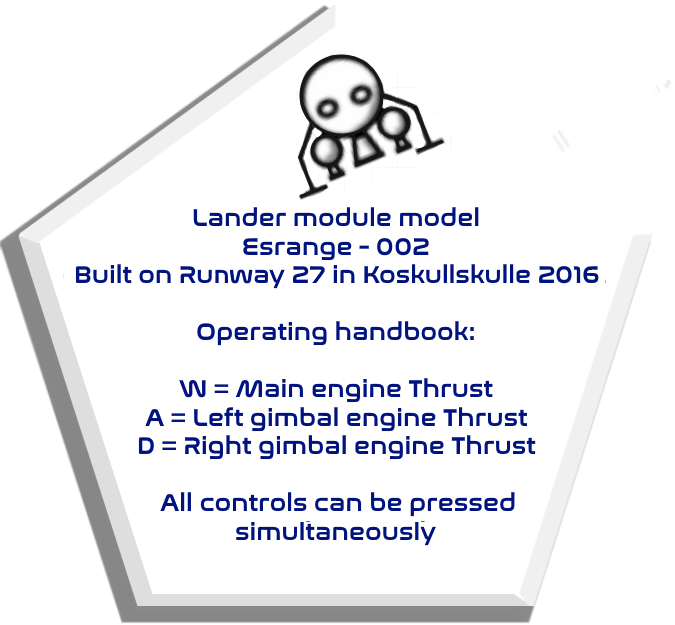 Lander module model
Esrange - 002
Built on Runway 27 in Koskullskulle 2016
Operating handbook:
W = Main engine Thrust
A = Left gimbal engine Thrust
D = Right gimbal engine Thrust
All controls can be pressed
simultaneously